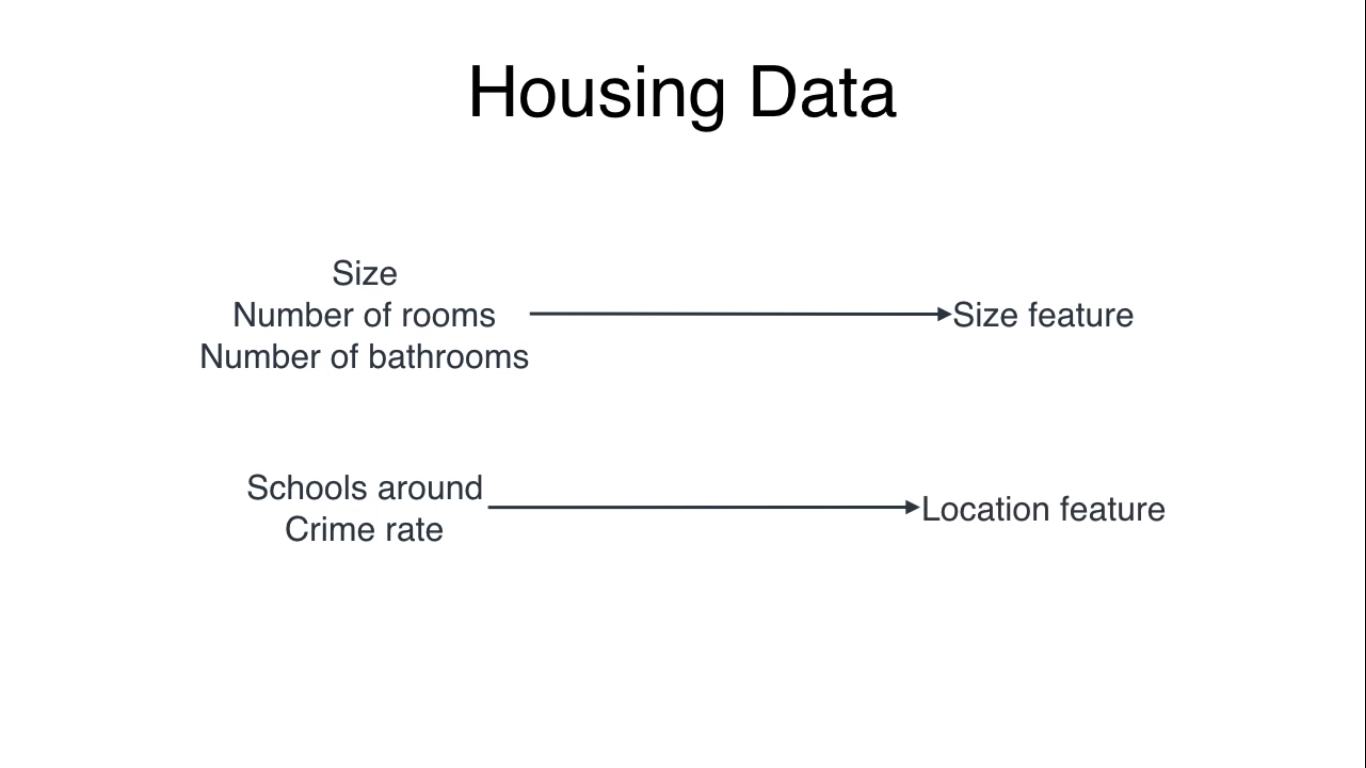 Housing Data
Size
Number of rooms
Number of bathrooms
Size feature
Schools around
Crime rate
Location feature